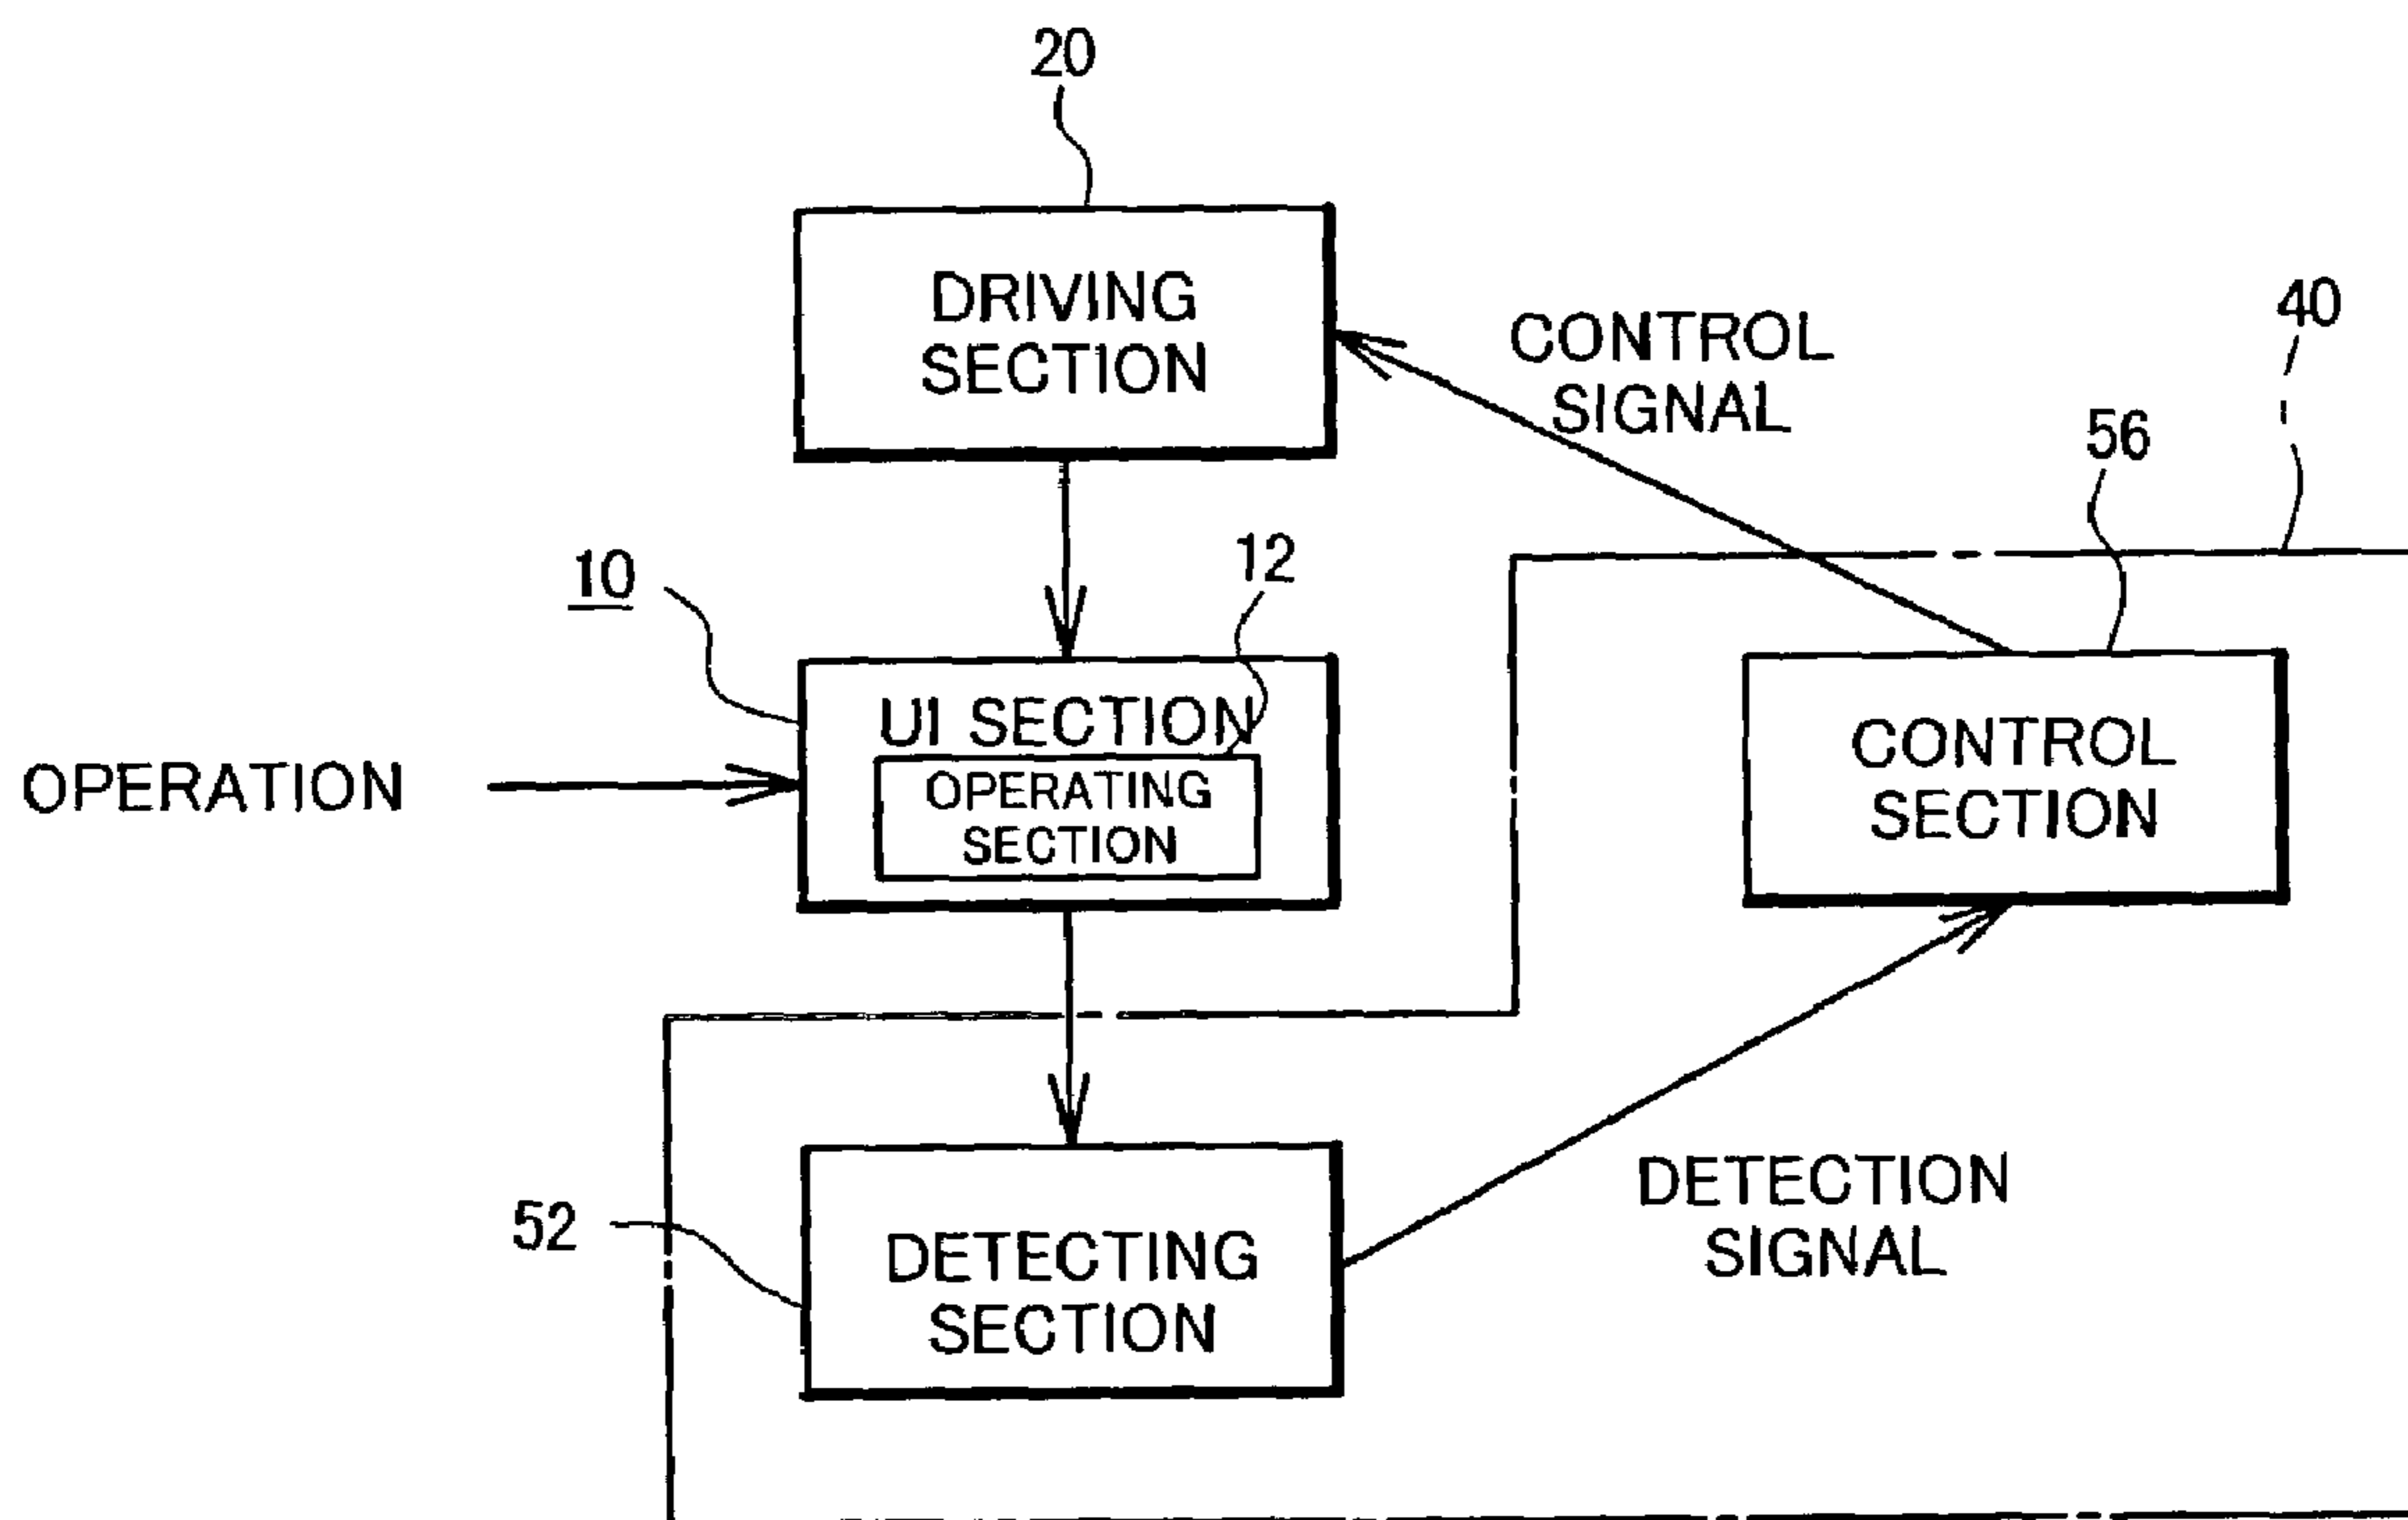 20
DRIVING
SECTION
CONTROL
SIGNAL
40
56
10
12
UI SECTION
OPERATION
OPERATING
SECTION
CONTROL
SECTION
52
DETECTING
SECTION
DETECTION
SIGNAL